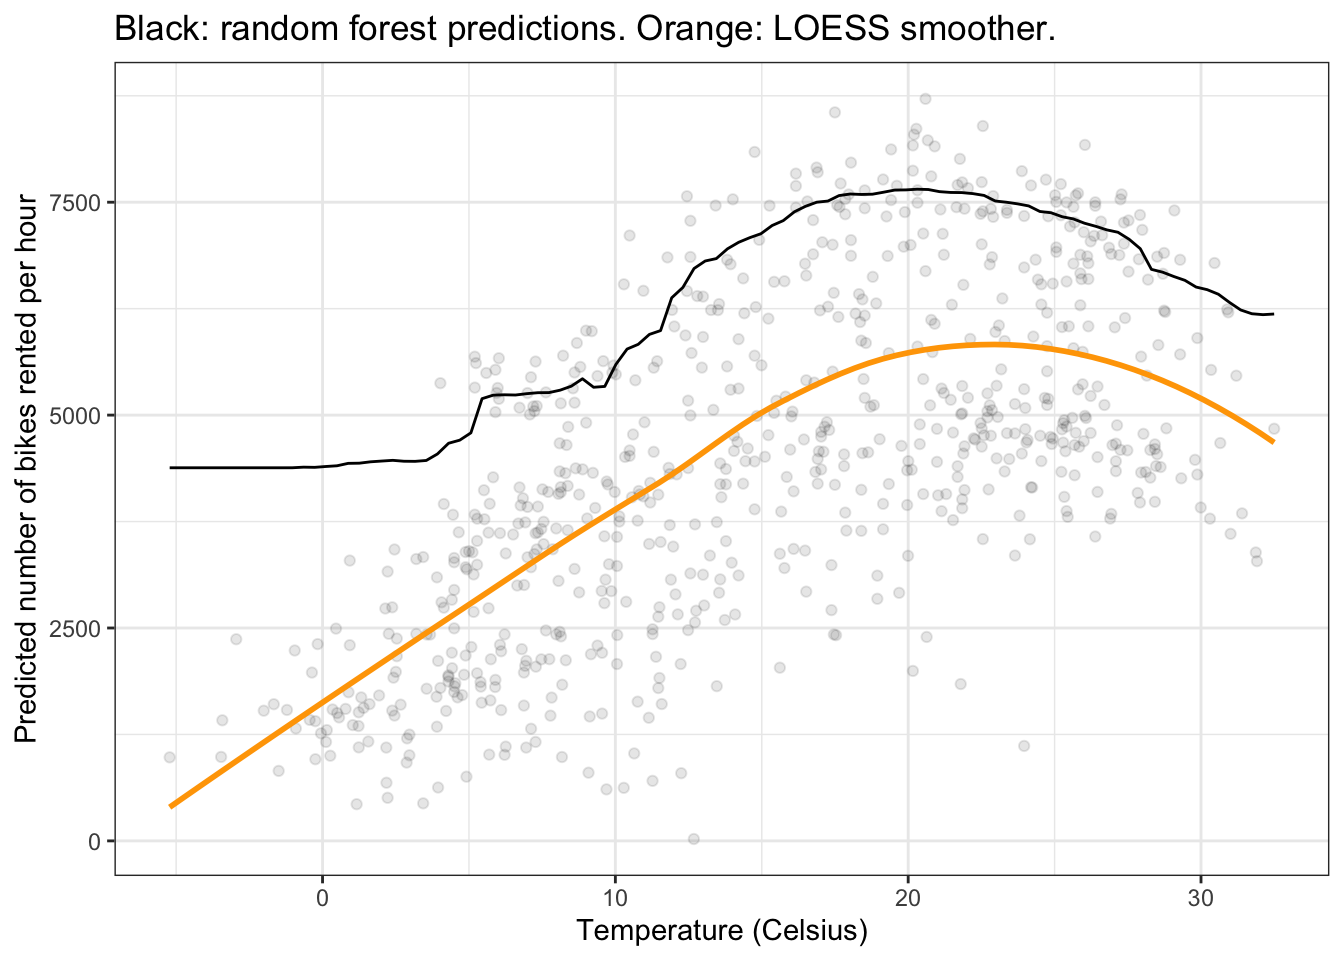 Black: random forest predictions. Orange: LOESS smoother.
Predicted number of bikes rented per hour
7500
5000
2500
0
0 10 20 30
Temperature (Celsius)